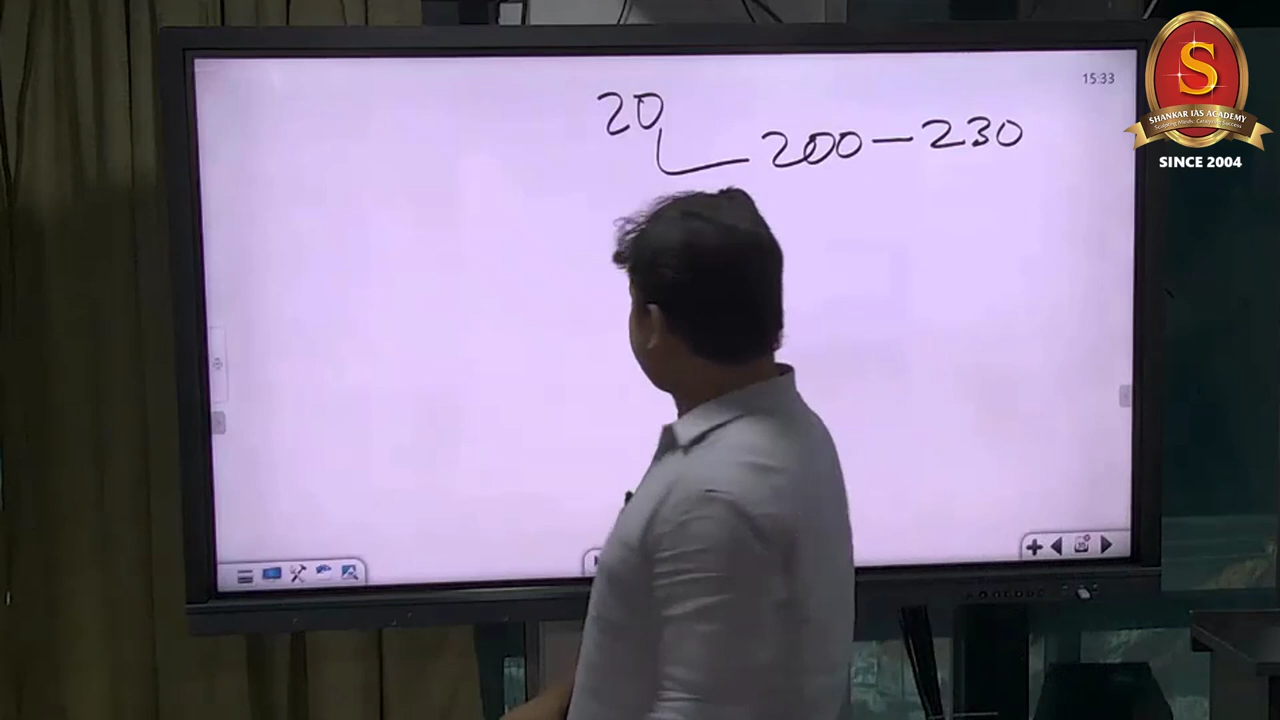 20
200 - 230
15:33
S
SHANKAR IAS ACADEMY
SINCE 2004